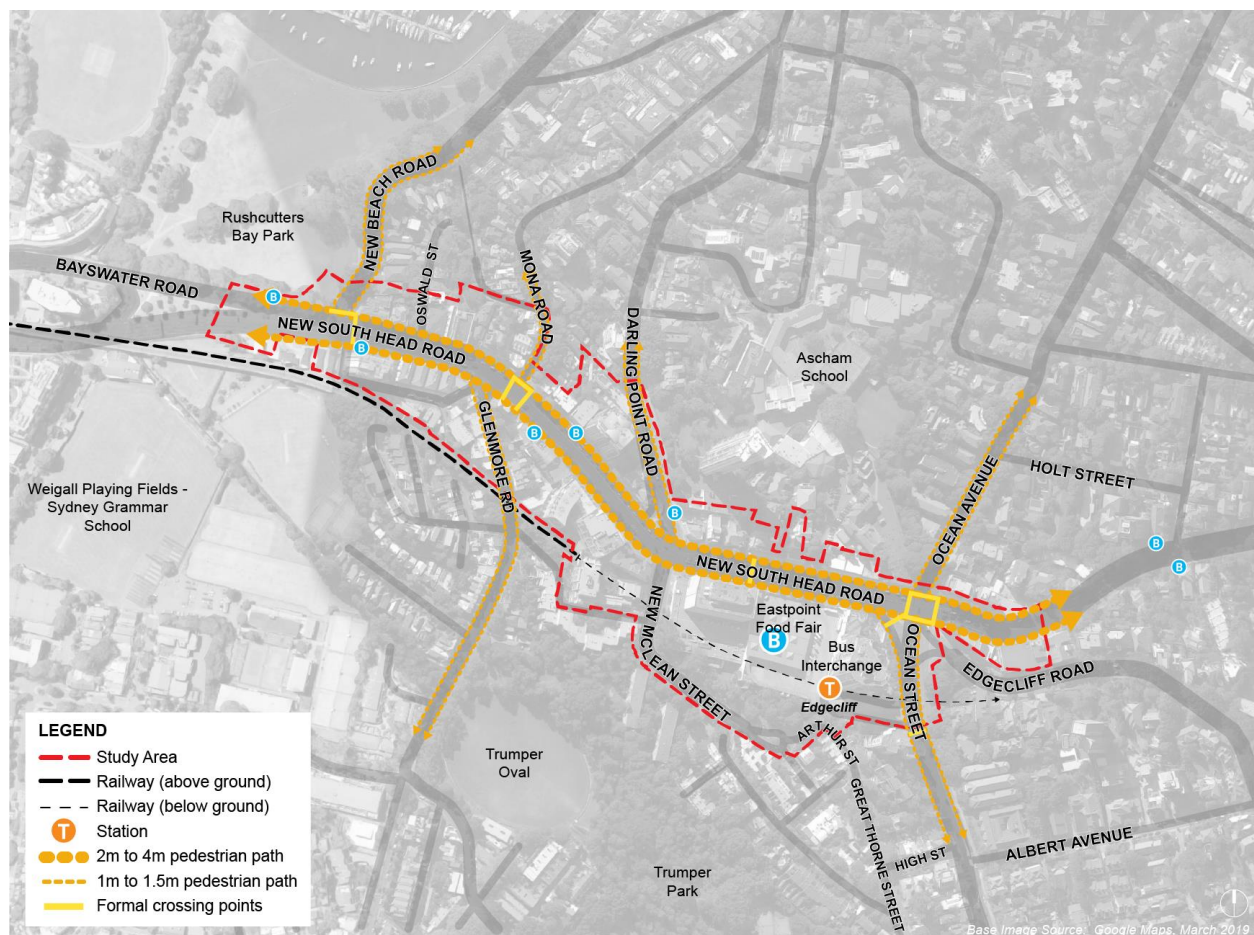 Rushcutters
Bay Park
NEW BEACH ROAD
OSWALD ST
MONA ROAD
BAYSWATER ROAD
B
NEW SOUTH HEAD ROAD
B
DARLING POINT ROAD
Ascham
School
GLENMORE RD
B
B
OCEAN AVENUE
HOLT STREET
Weigall Playing Fields -
Sydney Grammar
School
B
B
B
NEW SOUTH HEAD ROAD
Eastpoint
Food Fair
B
NEW MCLEAN STREET
Bus
Interchange
T
Edgecliff
OCEAN STREET
EDGECLIFF ROAD
ARTHUR ST
Trumper
Oval
GREAT THORNE STREET
HIGH ST
ALBERT AVENUE
Trumper
Park
LEGEND
Study Area
Railway (above ground)
Railway (below ground)
T
Station
2m to 4m pedestrian path
1m to 1.5m pedestrian path
Formal crossing points
Base Image Source: Google Maps, March 2019